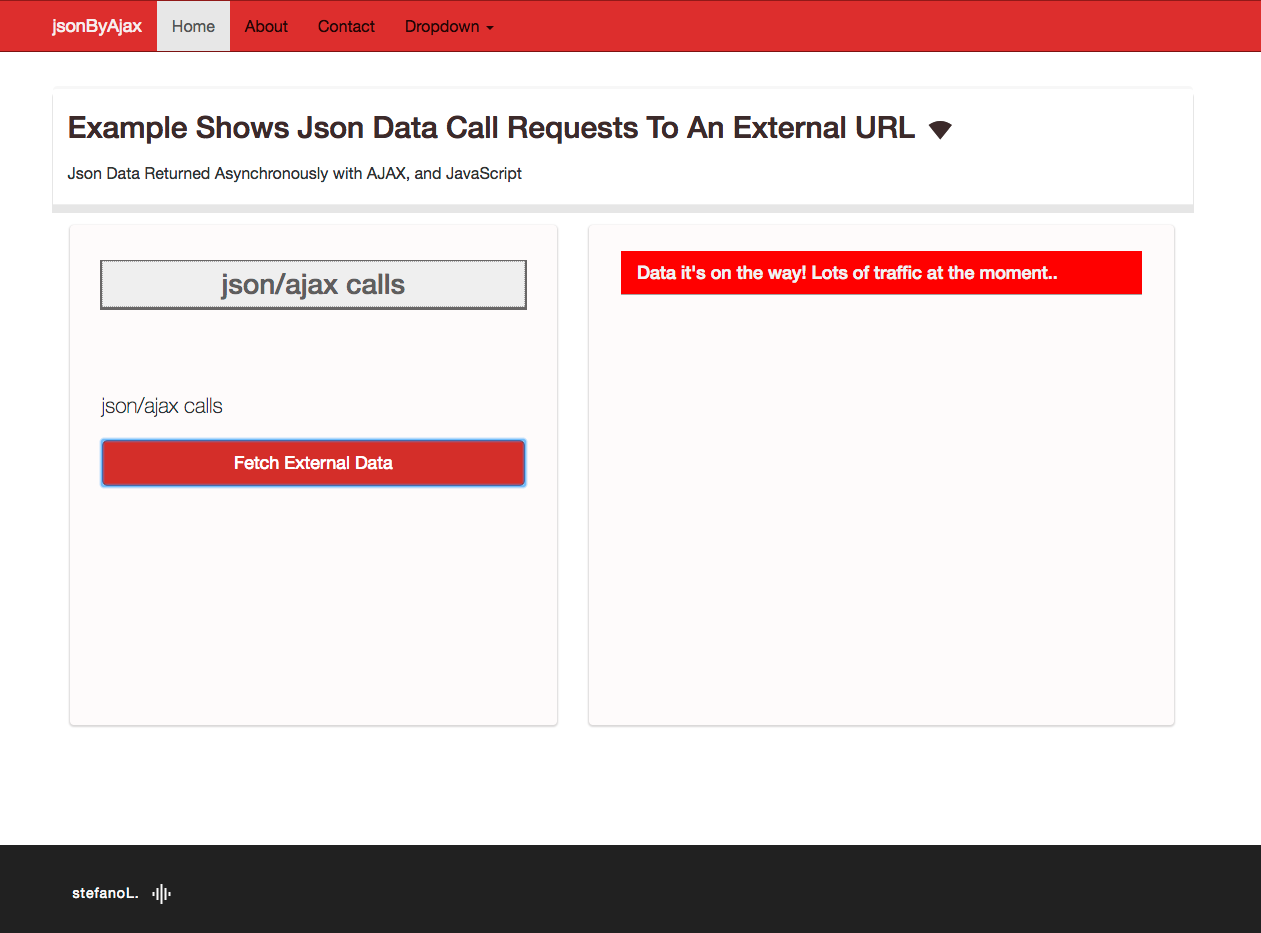 jsonByAjax Home About Contact Dropdown
Example Shows Json Data Call Requests To An External URL
Json Data Returned Asynchronously with AJAX, and JavaScript
json/ajax calls
json/ajax calls
Fetch External Data
Data it's on the way! Lots of traffic at the moment..
stefanoL.